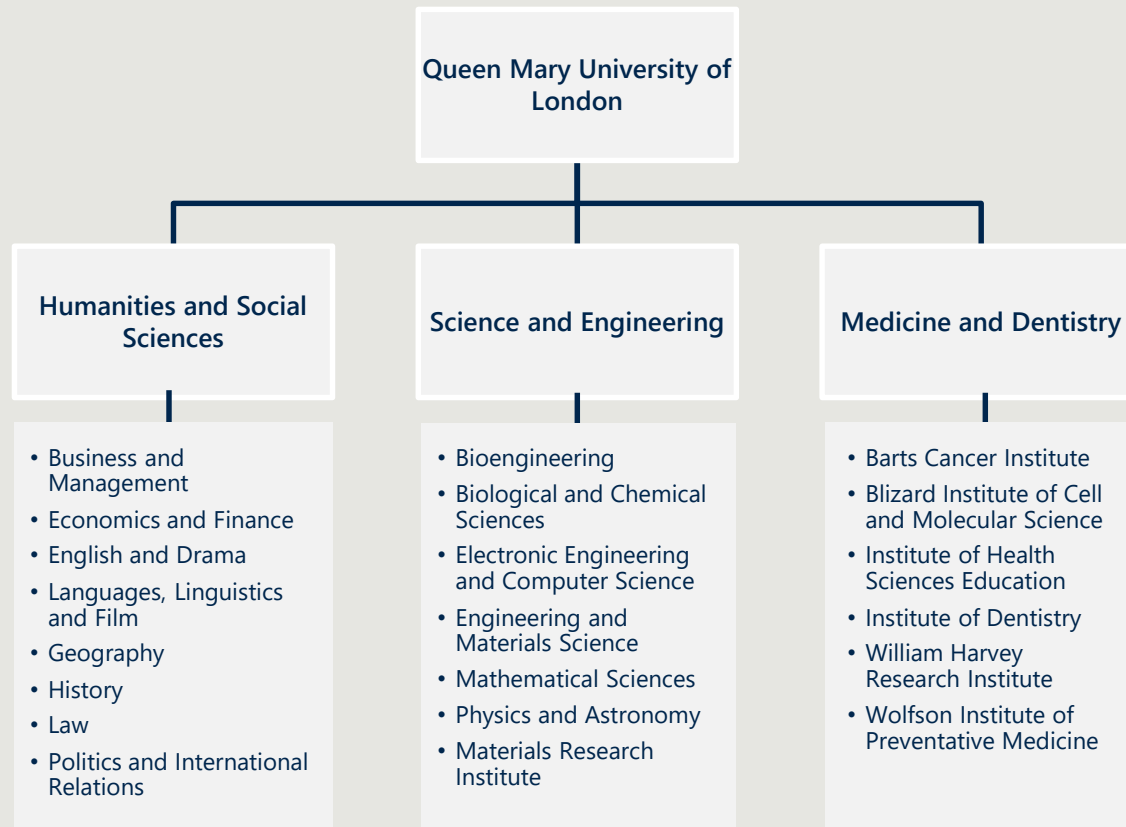 Queen Mary University of
London
Humanities and Social
Sciences
Science and Engineering
Medicine and Dentistry
• Business and
Management
• Economics and Finance
• English and Drama
• Languages, Linguistics
and Film
• Geography
• History
• Law
• Politics and International
Relations
• Bioengineering
• Biological and Chemical
Sciences
• Electronic Engineering
and Computer Science
• Engineering and
Materials Science
• Mathematical Sciences
• Physics and Astronomy
• Materials Research
Institute
• Barts Cancer Institute
• Blizard Institute of Cell
and Molecular Science
• Institute of Health
Sciences Education
• Institute of Dentistry
• William Harvey
Research Institute
• Wolfson Institute of
Preventative Medicine